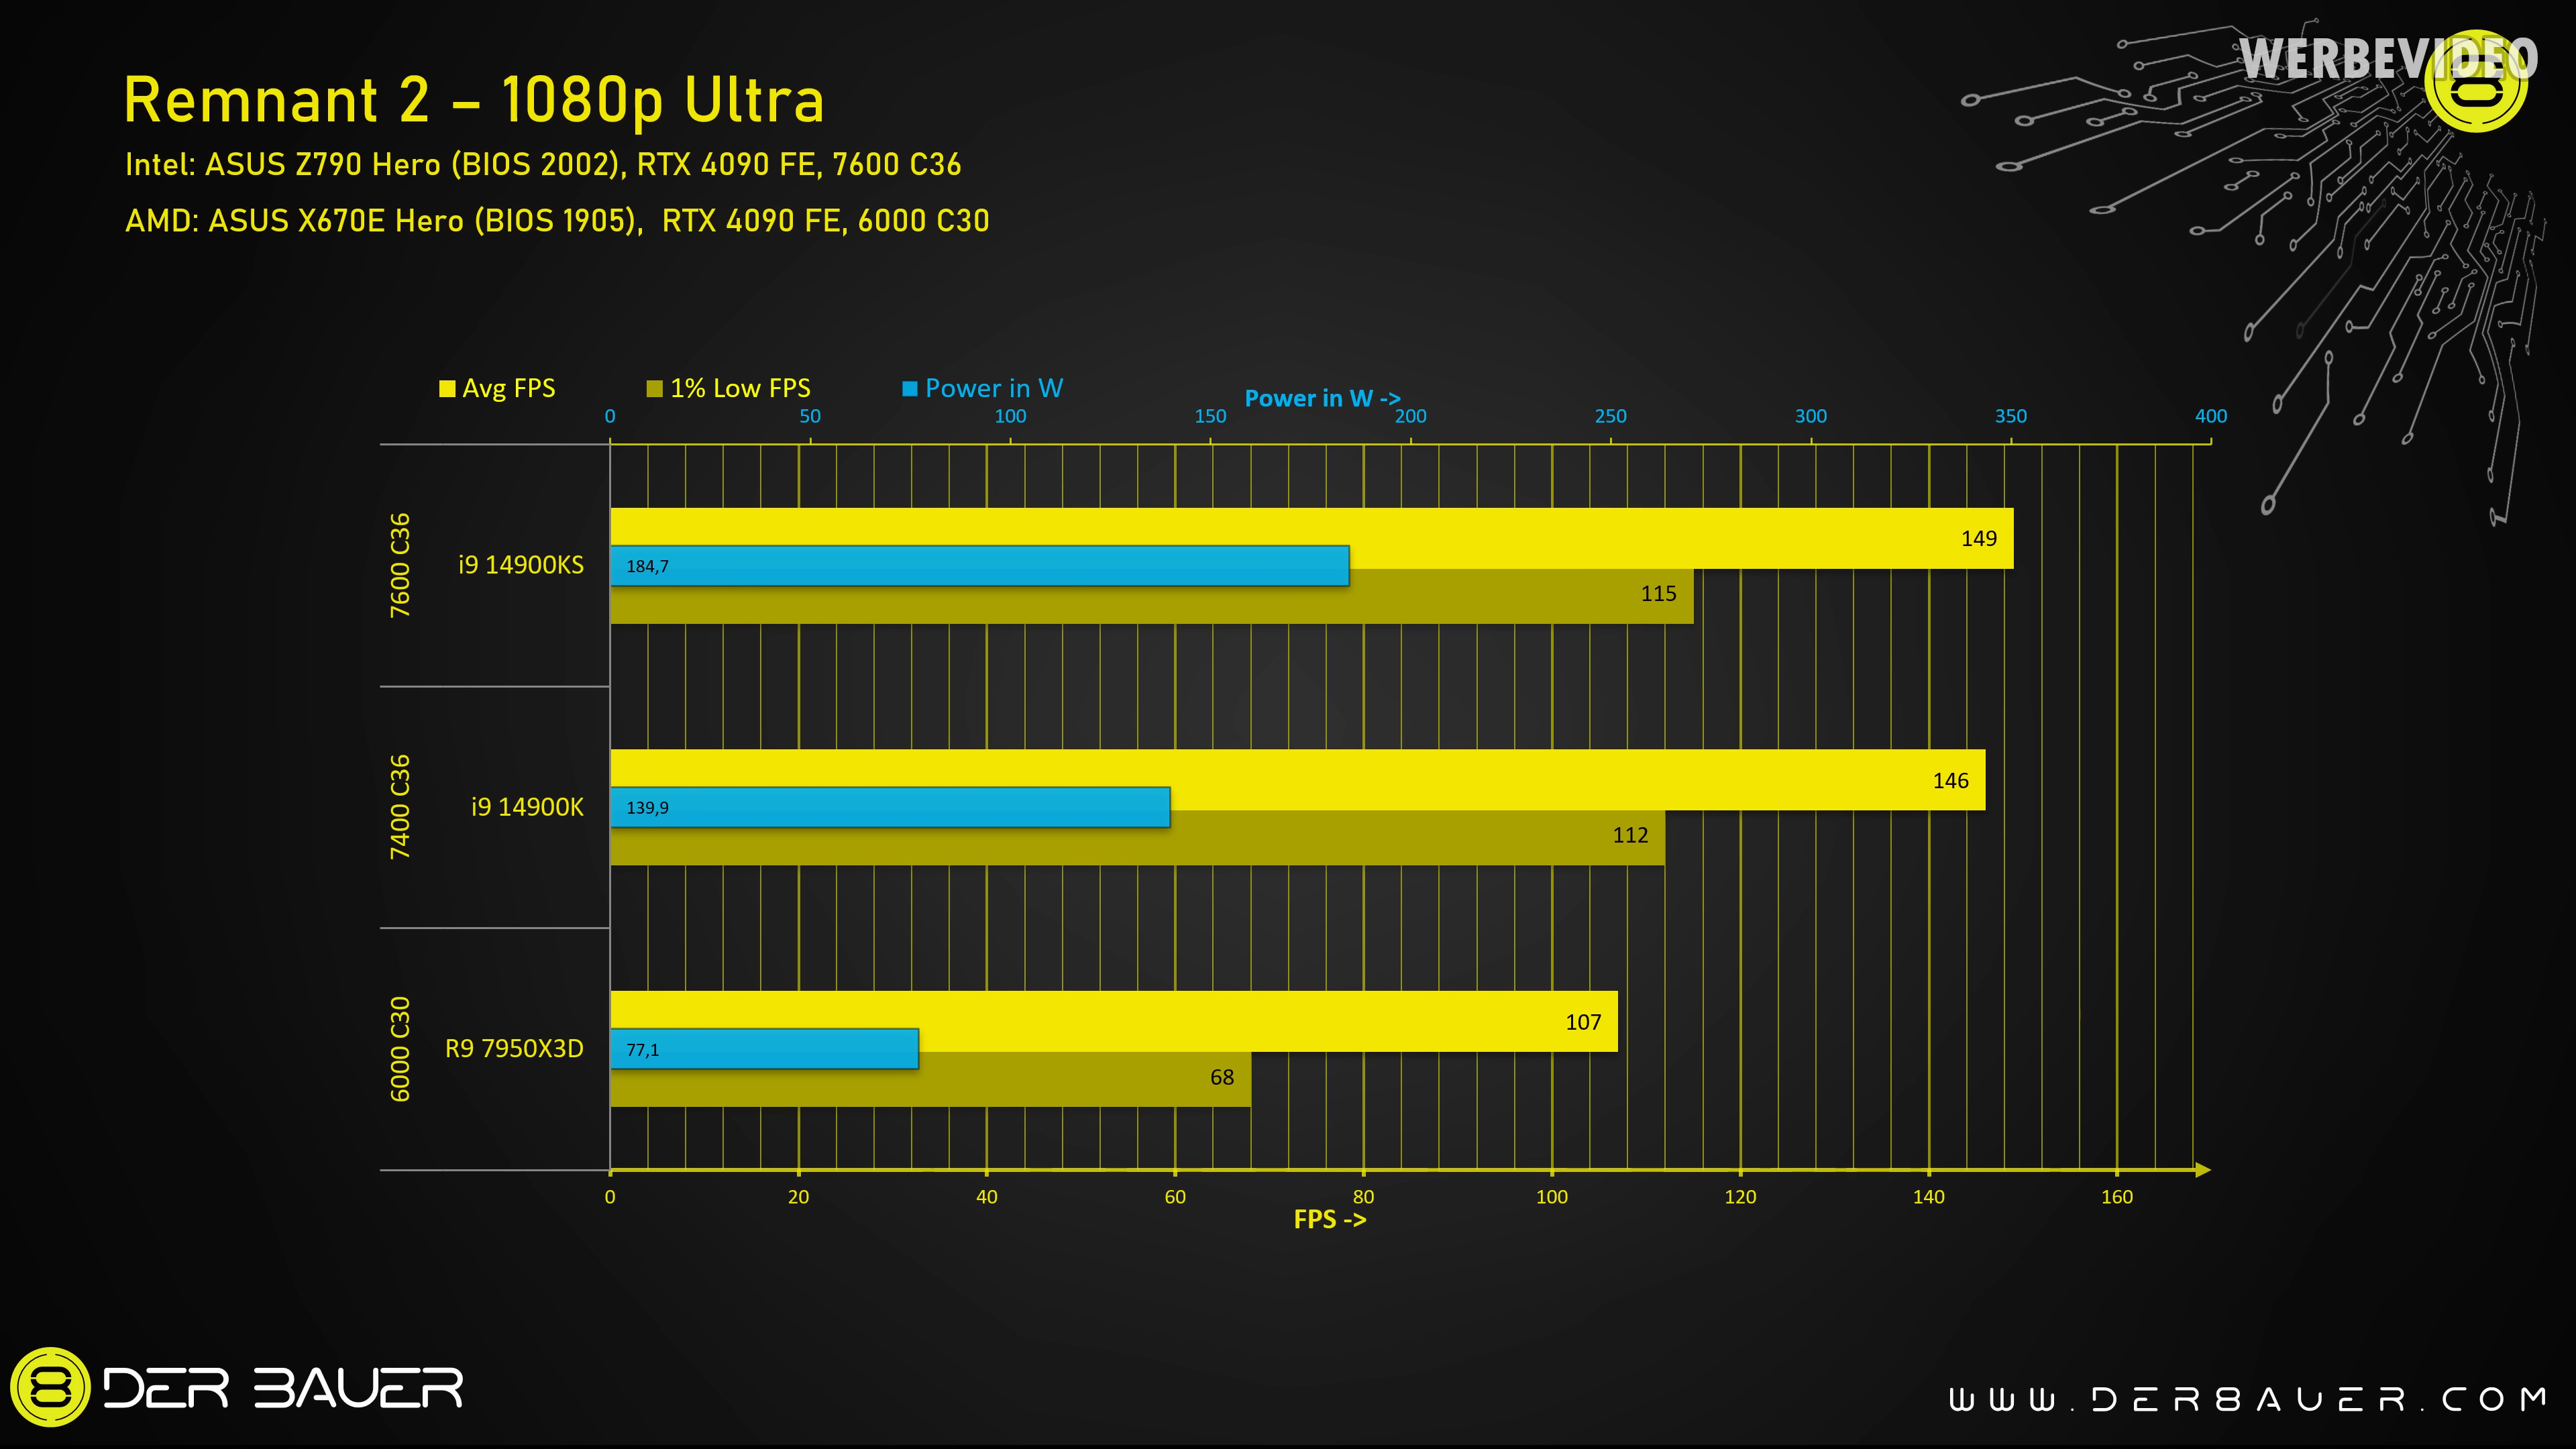 WERBEVIDEO
Remnant 2 – 1080p Ultra
Intel: ASUS Z790 Hero (BIOS 2002), RTX 4090 FE, 7600 C36
AMD: ASUS X670E Hero (BIOS 1905), RTX 4090 FE, 6000 C30
Avg FPS 1% Low FPS Power in W
Power in W ->
0 50 100 150 200 250 300 350 400
7600 C36
i9 14900KS
149
184,7
115
7400 C36
i9 14900K
146
139,9
112
6000 C30
R9 7950X3D
107
77,1
68
0 20 40 60 80 100 120 140 160
FPS ->
DER BAUER
WWW.DER8AUER.COM